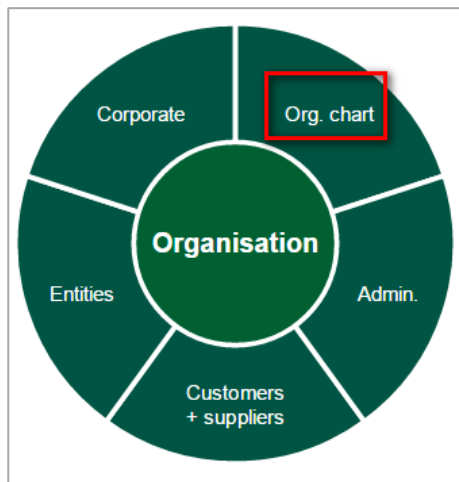 Corporate
Org. chart
Organisation
Entities
Admin.
Customers
+ suppliers